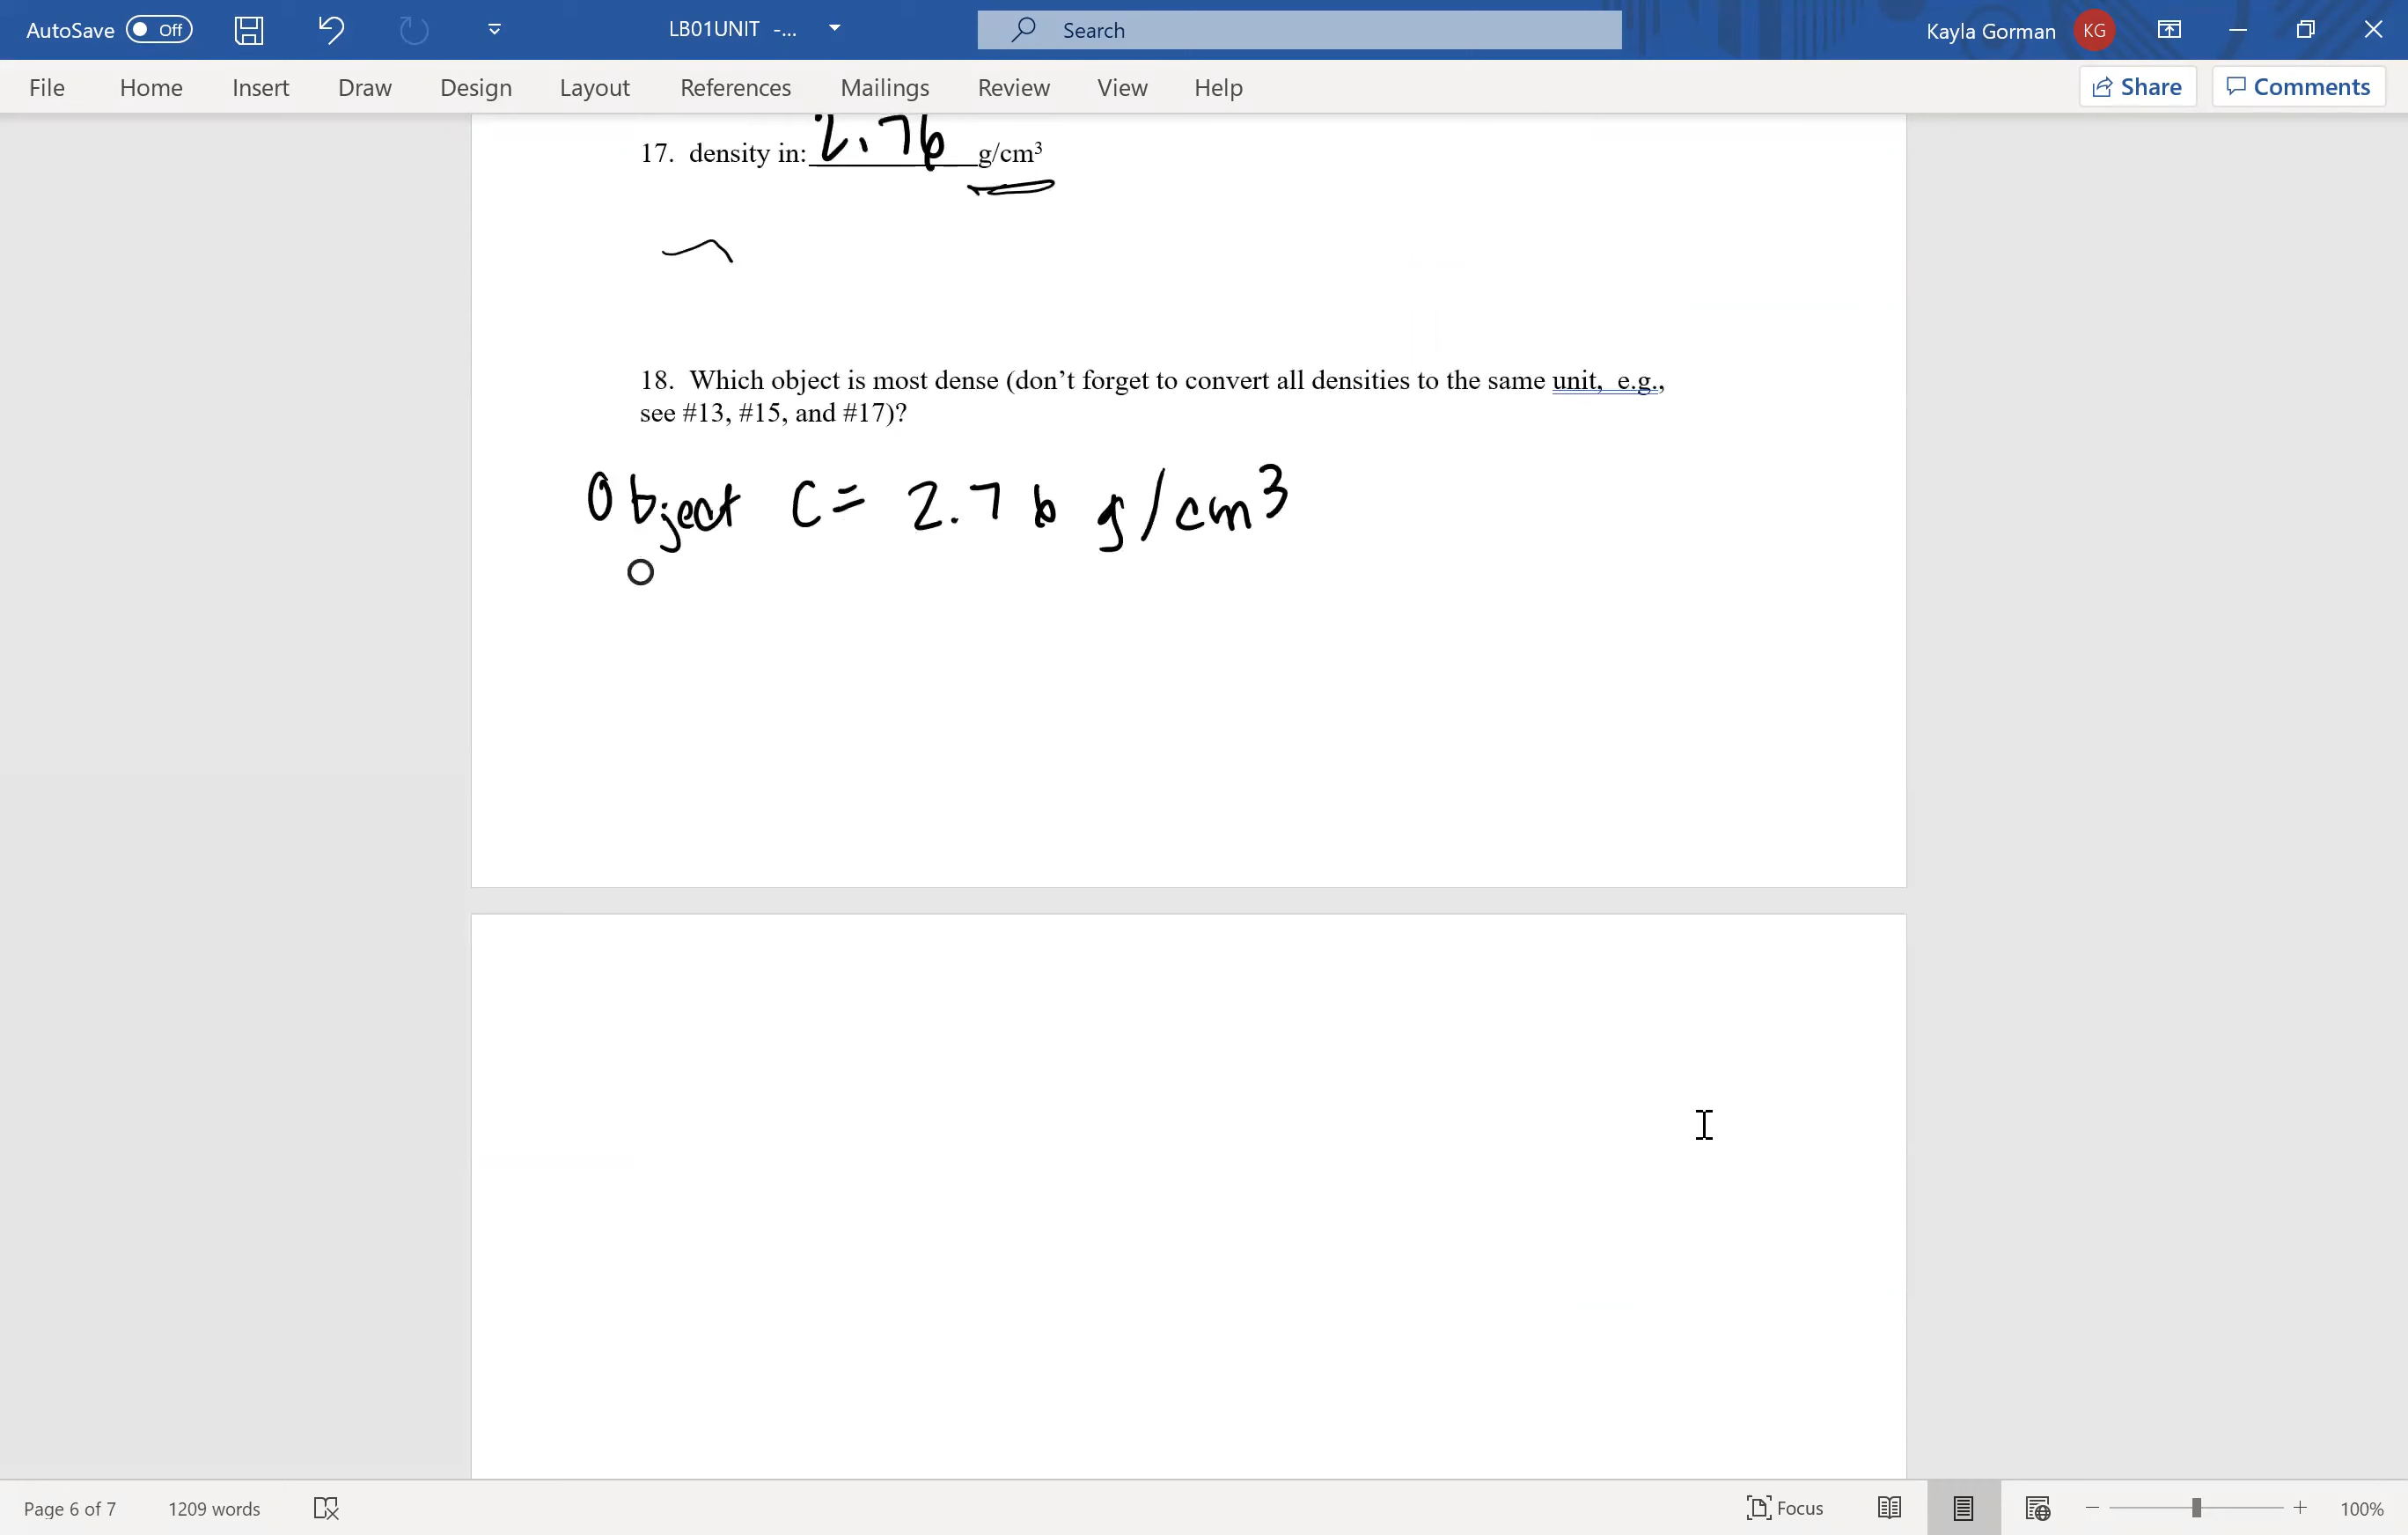 AutoSave Off LB01UNIT -... Search Kayla Gorman KG
File Home Insert Draw Design Layout References Mailings Review View Help Share Comments
17. density in: 2.76 g/cm³
18. Which object is most dense (don't forget to convert all densities to the same unit, e.g.,
see #13, #15, and #17)?
Object C = 2.76 g/cm³
Page 6 of 7 1209 words Focus 100%